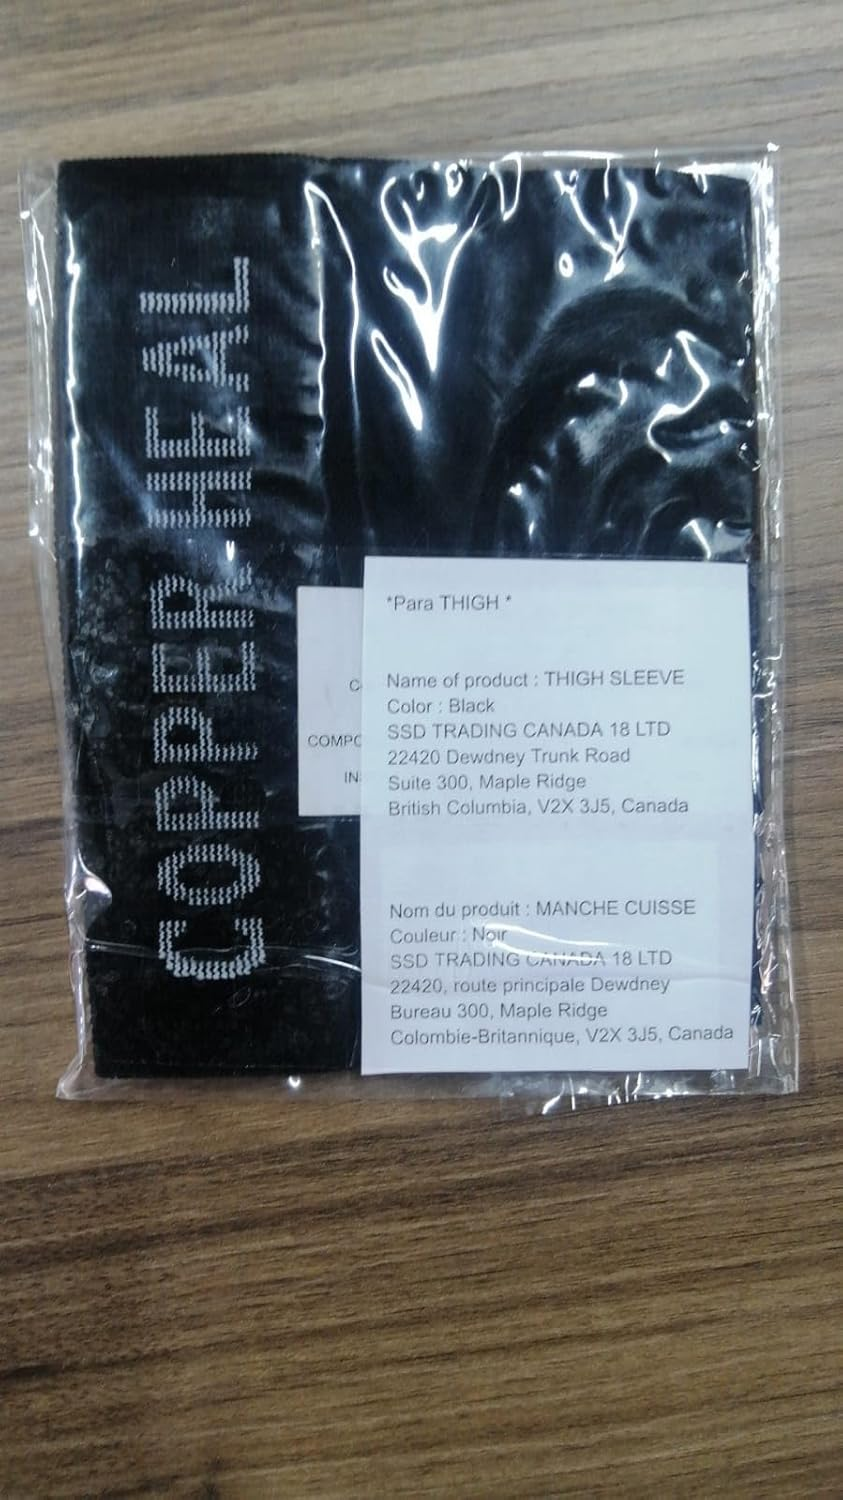 COPPER HEAL
*Para THIGH *
Name of product : THIGH SLEEVE
Color : Black
SSD TRADING CANADA 18 LTD
22420 Dewdney Trunk Road
Suite 300, Maple Ridge
British Columbia, V2X 3J5, Canada
Nom du produit : MANCHE CUISSE
Couleur : Noir
SSD TRADING CANADA 18 LTD
22420, route principale Dewdney
Bureau 300, Maple Ridge
Colombie-Britannique, V2X 3J5, Canada